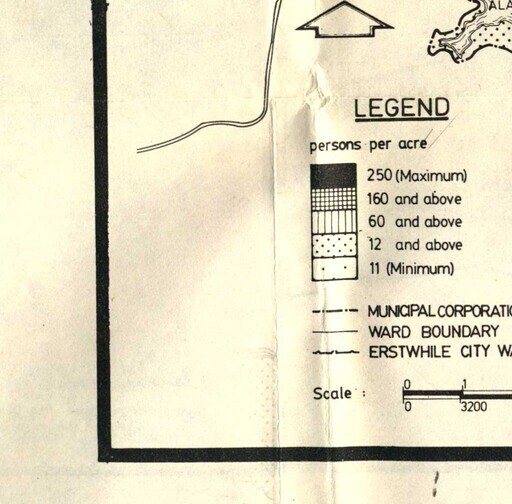 ALA
LEGEND
persons per acre
250 (Maximum)
160 and above
60 and above
12 and above
11 (Minimum)
MUNICIPAL CORPORATIO
WARD BOUNDARY
ERSTWHILE CITY WA
Scale :
0 1
0 3200